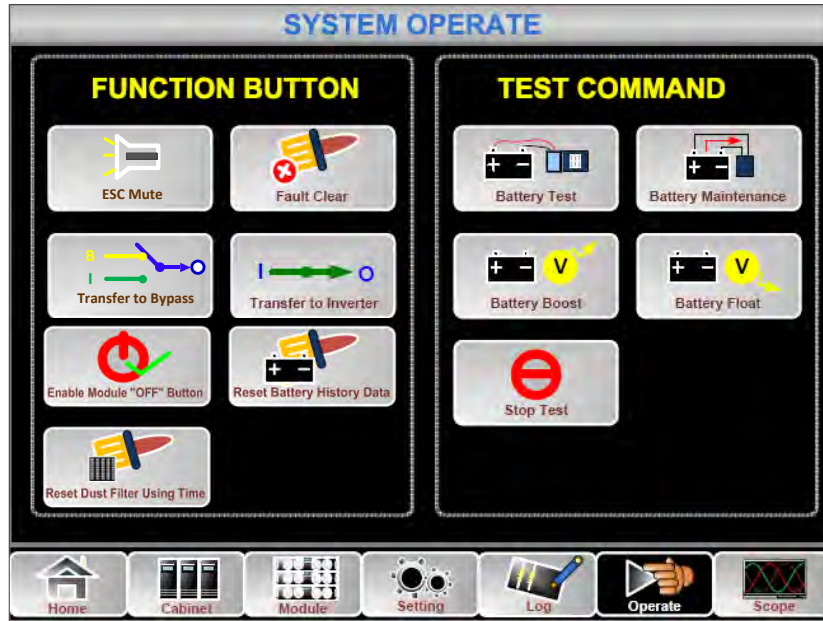 SYSTEM OPERATE
FUNCTION BUTTON
ESC Mute
Fault Clear
B
I
Transfer to Bypass
I O
Transfer to Inverter
Enable Module "OFF" Button
Reset Battery History Data
Reset Dust Filter Using Time
TEST COMMAND
Battery Test
Battery Maintenance
V
Battery Boost
V
Battery Float
Stop Test
Home
Cabinet
Module
Setting
Log
Operate
Scope